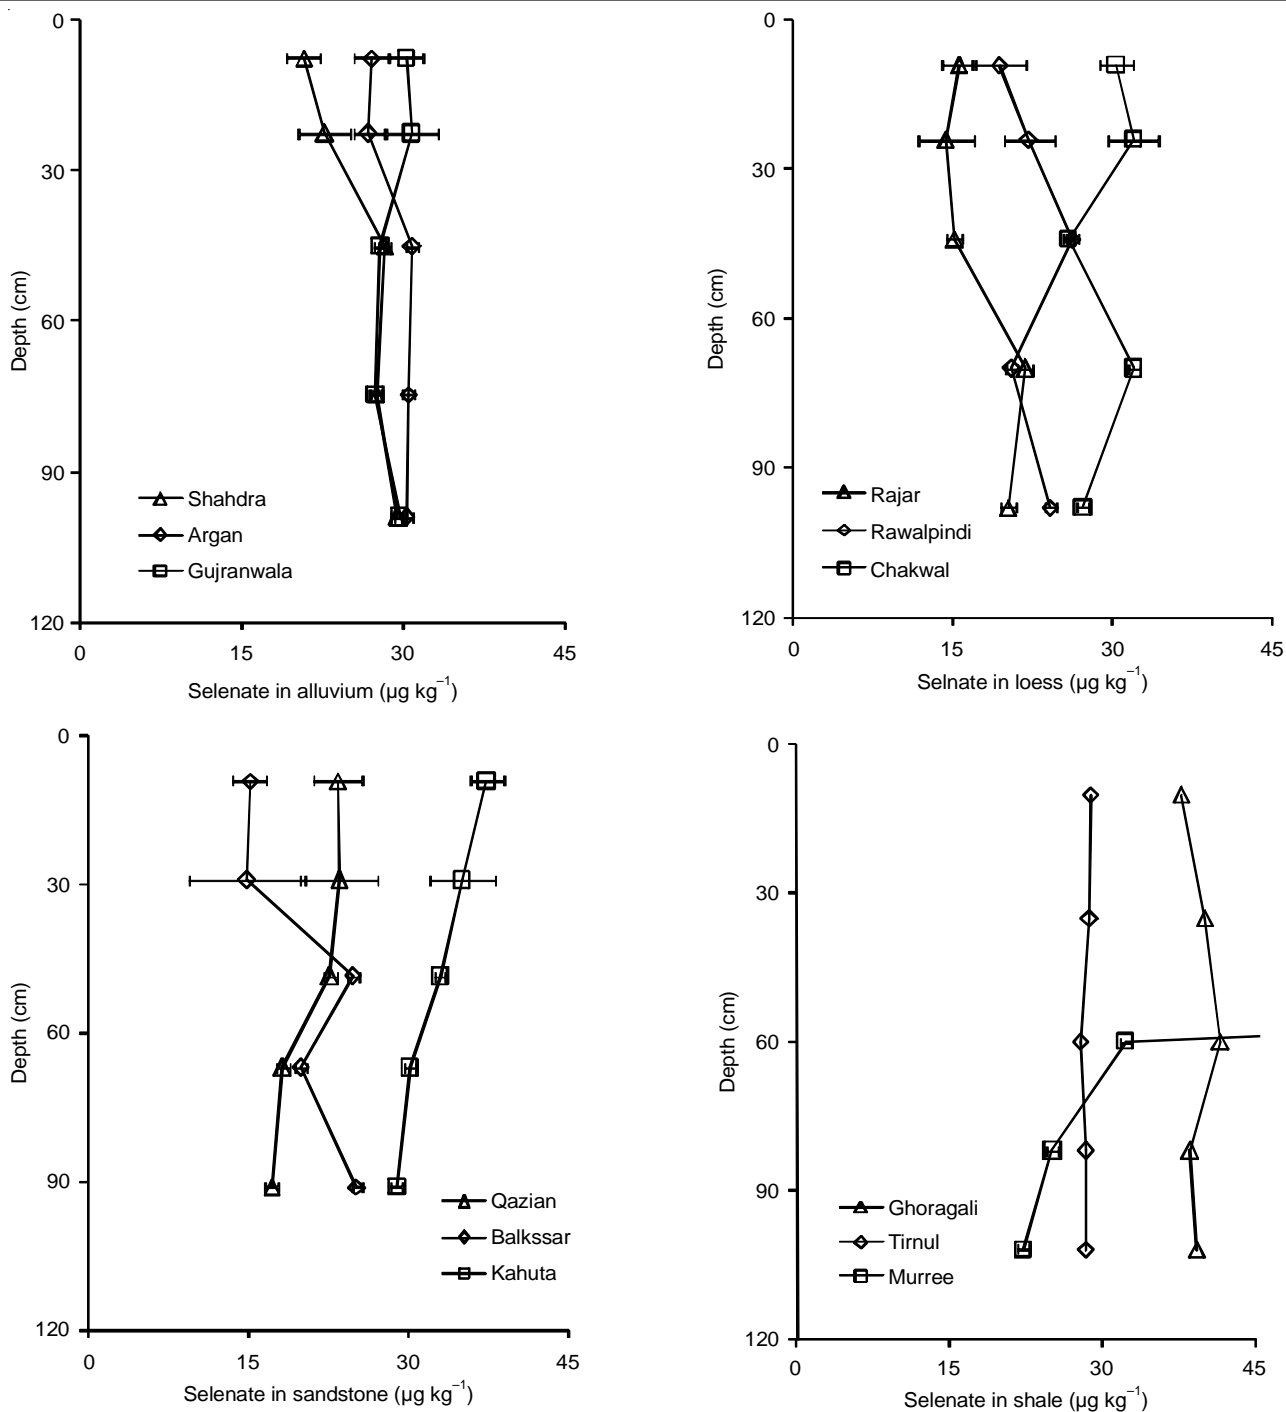 0
30
60
90
120
Depth (cm)
Shahdra
Argan
Gujranwala
0 15 30 45
Selenate in alluvium (µg kg⁻¹)
0
30
60
90
120
Depth (cm)
Rajar
Rawalpindi
Chakwal
0 15 30 45
Selnate in loess (µg kg⁻¹)
0
30
60
90
120
Depth (cm)
Qazian
Balkssar
Kahuta
0 15 30 45
Selenate in sandstone (µg kg⁻¹)
0
30
60
90
120
Depth (cm)
Ghoragali
Tirnul
Murree
0 15 30 45
Selenate in shale (µg kg⁻¹)